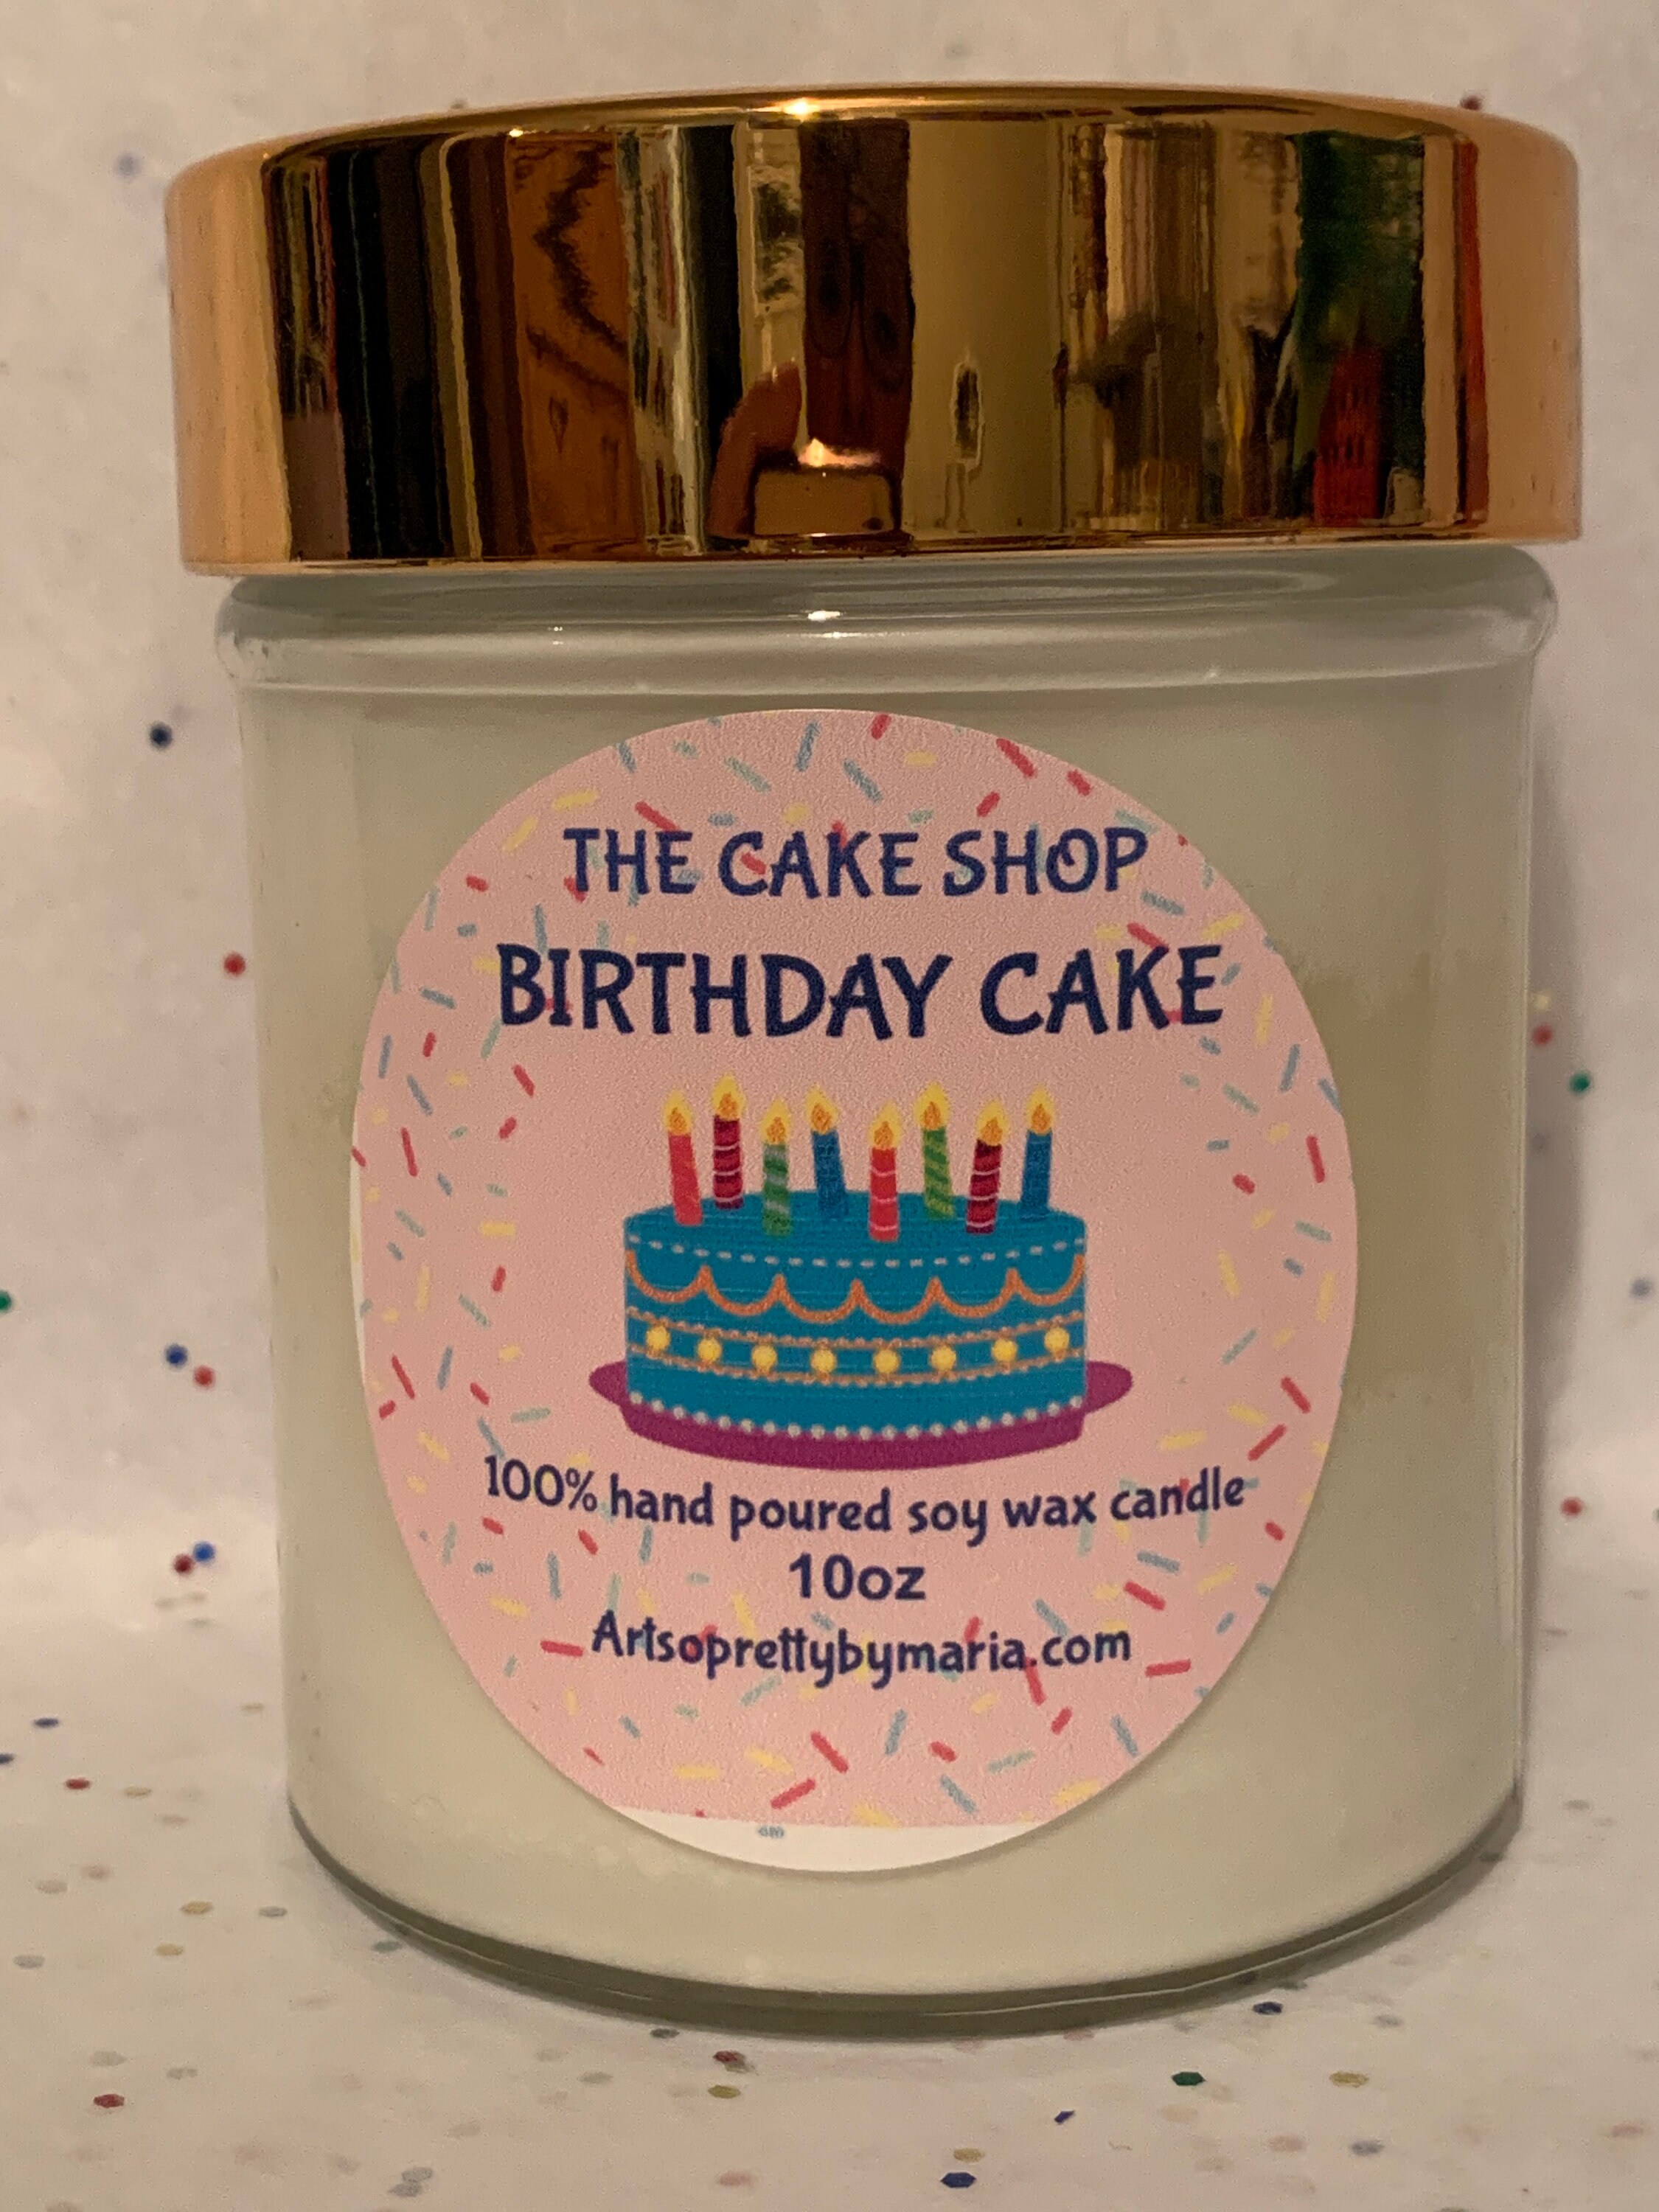 THE CAKE SHOP
BIRTHDAY CAKE
100% hand poured soy wax candle
10oz
Artsoprettybymaria.com